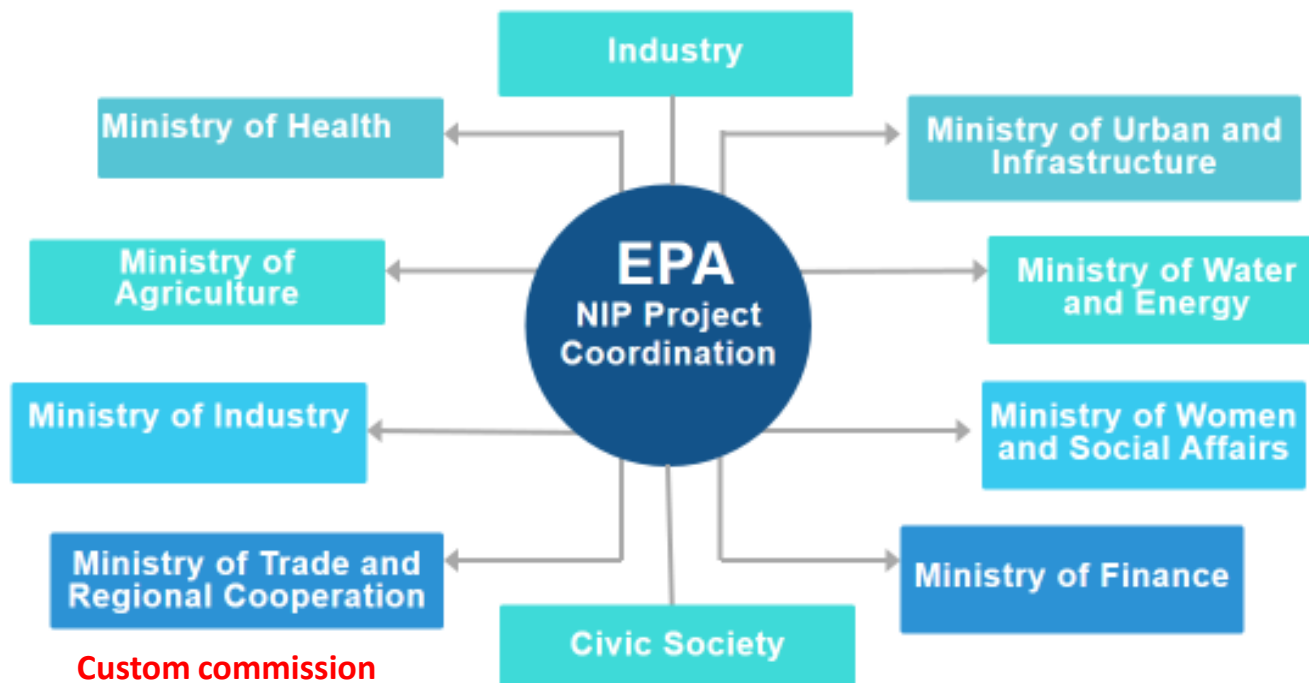 Industry
Ministry of Health
Ministry of Urban and
Infrastructure
EPA
NIP Project
Coordination
Ministry of
Agriculture
Ministry of Water
and Energy
Ministry of Industry
Ministry of Women
and Social Affairs
Ministry of Trade and
Regional Cooperation
Ministry of Finance
Civic Society
Custom commission